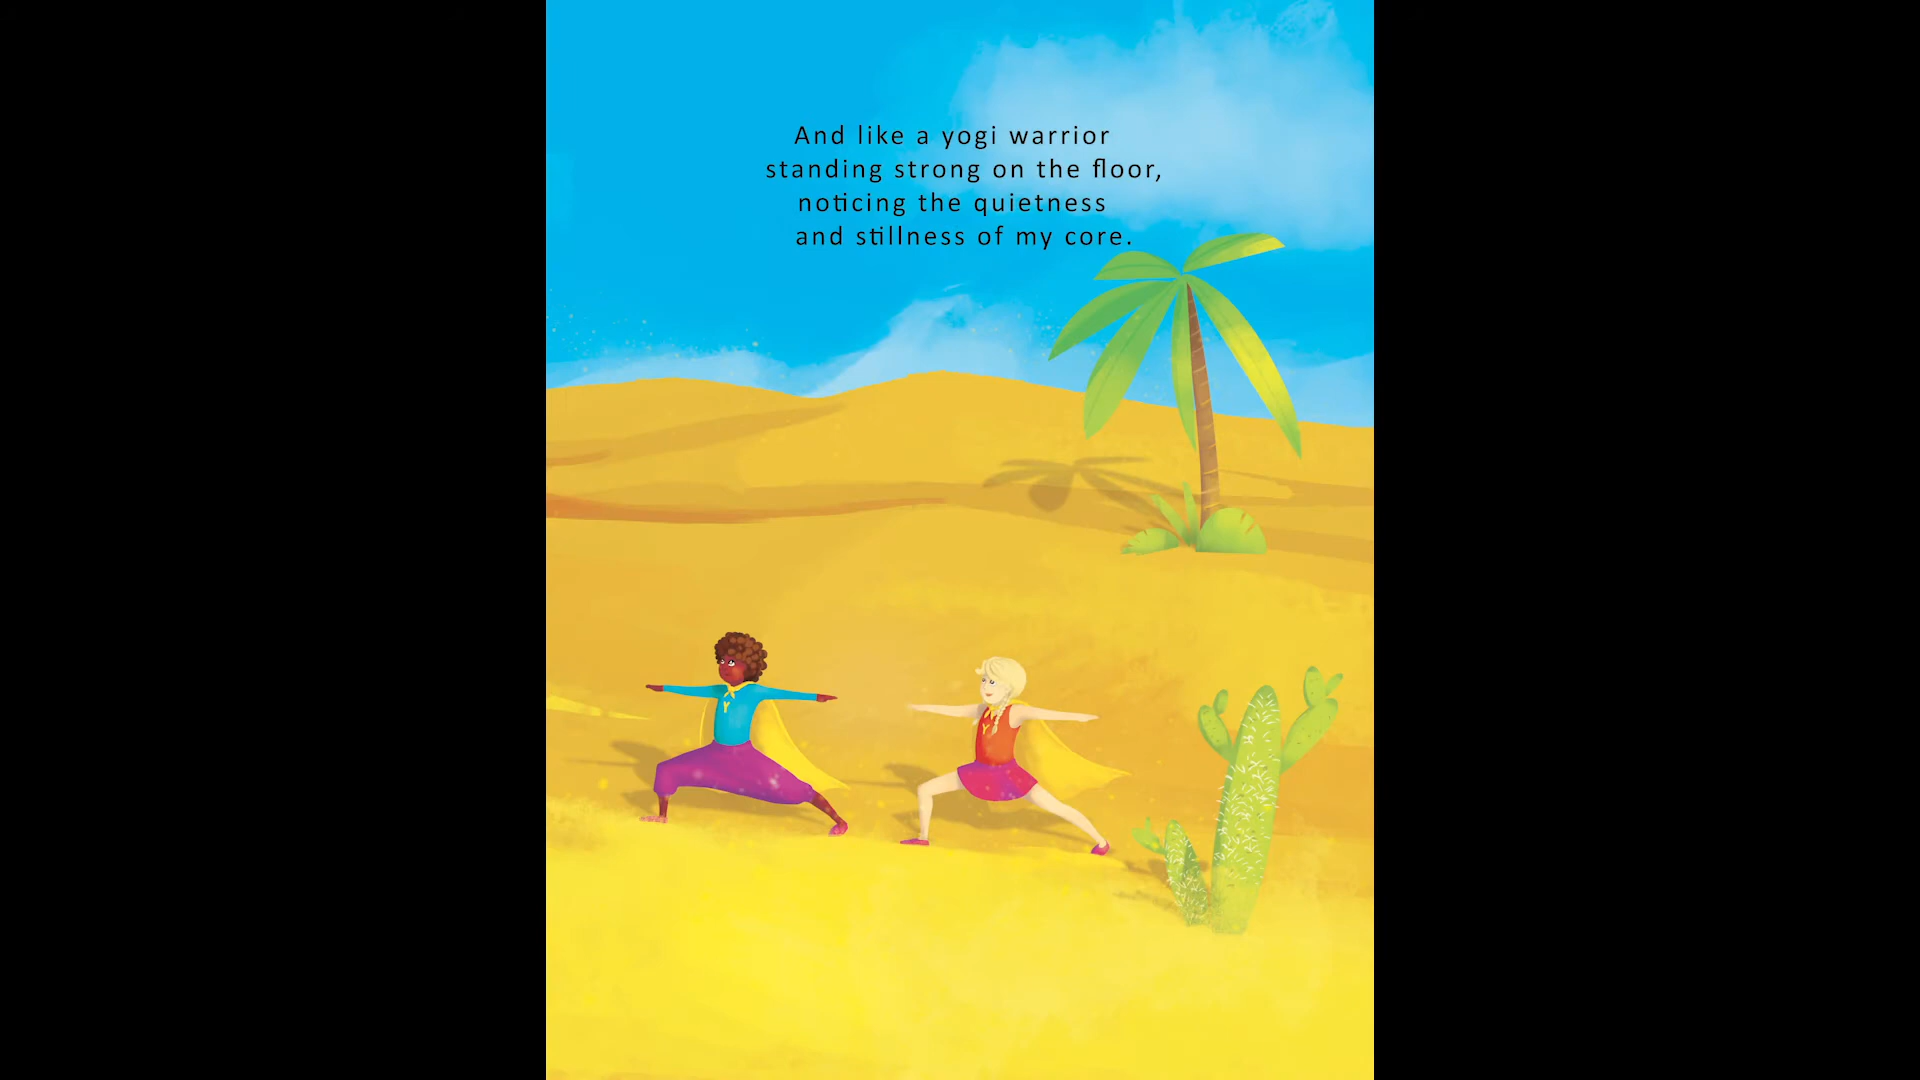 And like a yogi warrior
standing strong on the floor,
noticing the quietness
and stillness of my core.
Y
Y